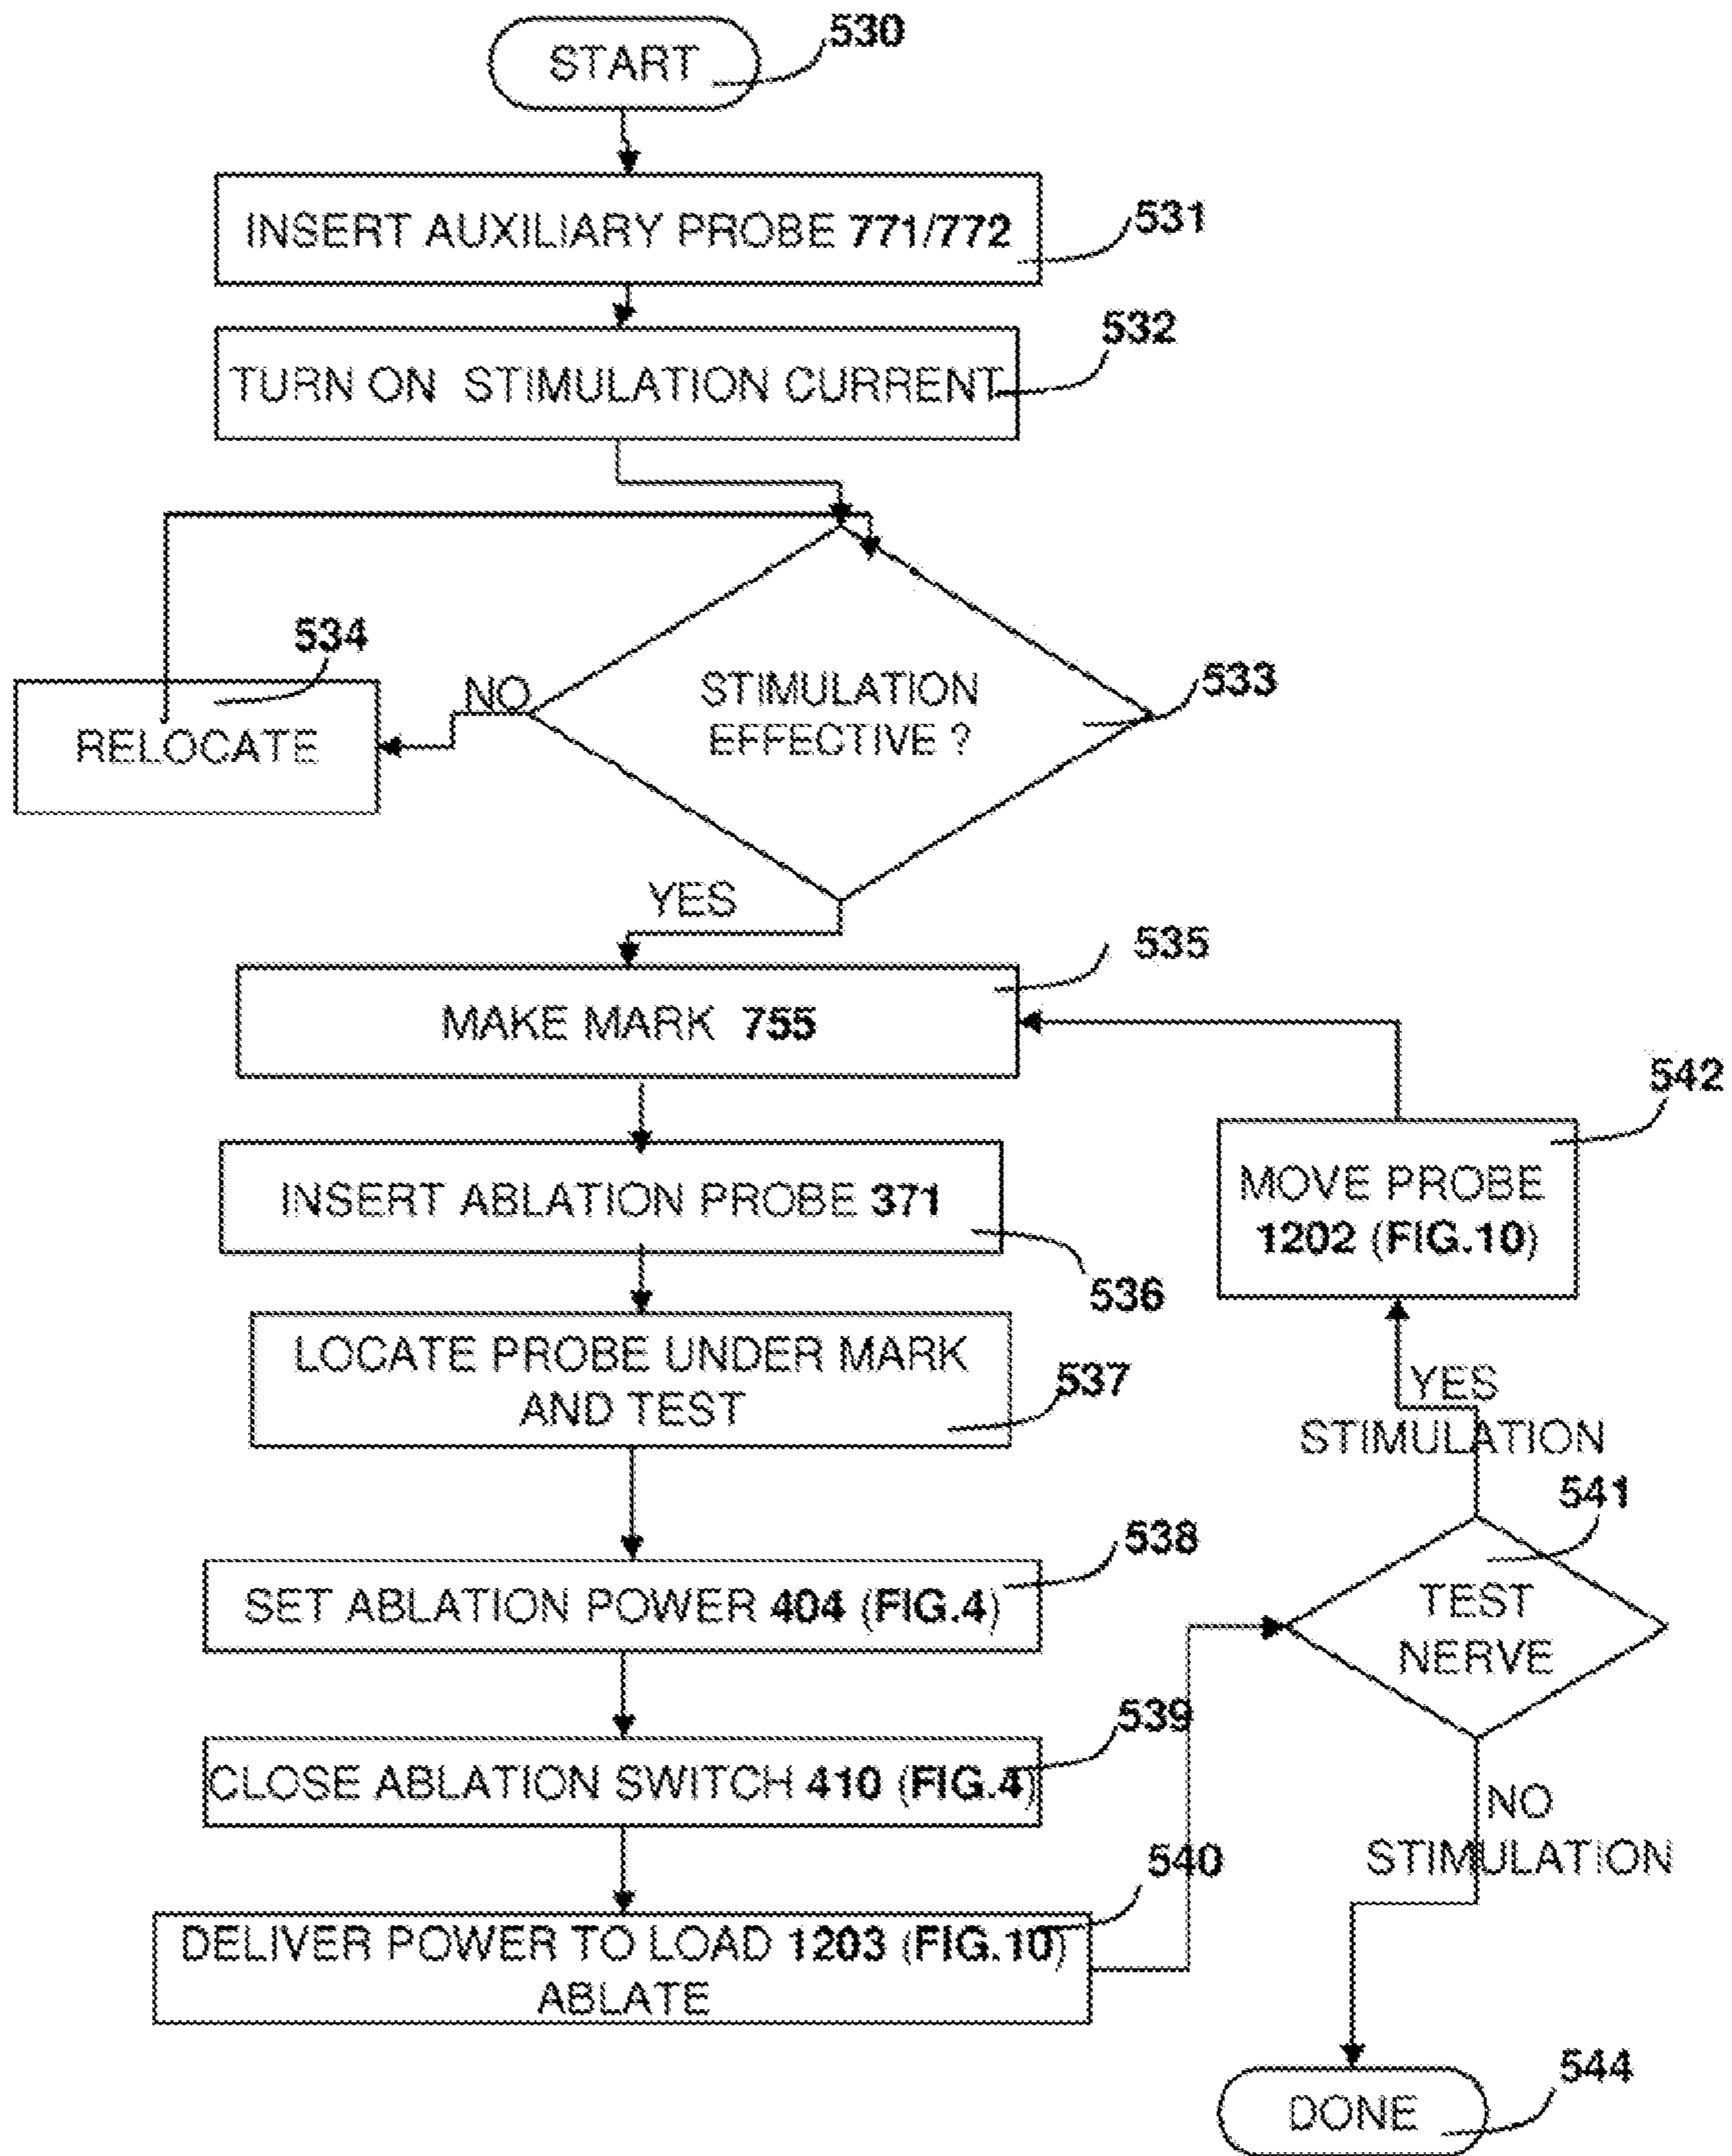 START
530
INSERT AUXILIARY PROBE 771/772
531
TURN ON STIMULATION CURRENT
532
STIMULATION
EFFECTIVE ?
533
NO
534
RELOCATE
YES
535
MAKE MARK 755
INSERT ABLATION PROBE 371
536
LOCATE PROBE UNDER MARK
AND TEST
537
SET ABLATION POWER 404 (FIG.4)
538
CLOSE ABLATION SWITCH 410 (FIG.4)
539
DELIVER POWER TO LOAD 1203 (FIG.10)
ABLATE
540
541
TEST
NERVE
YES
STIMULATION
542
MOVE PROBE
1202 (FIG.10)
NO
STIMULATION
DONE
544